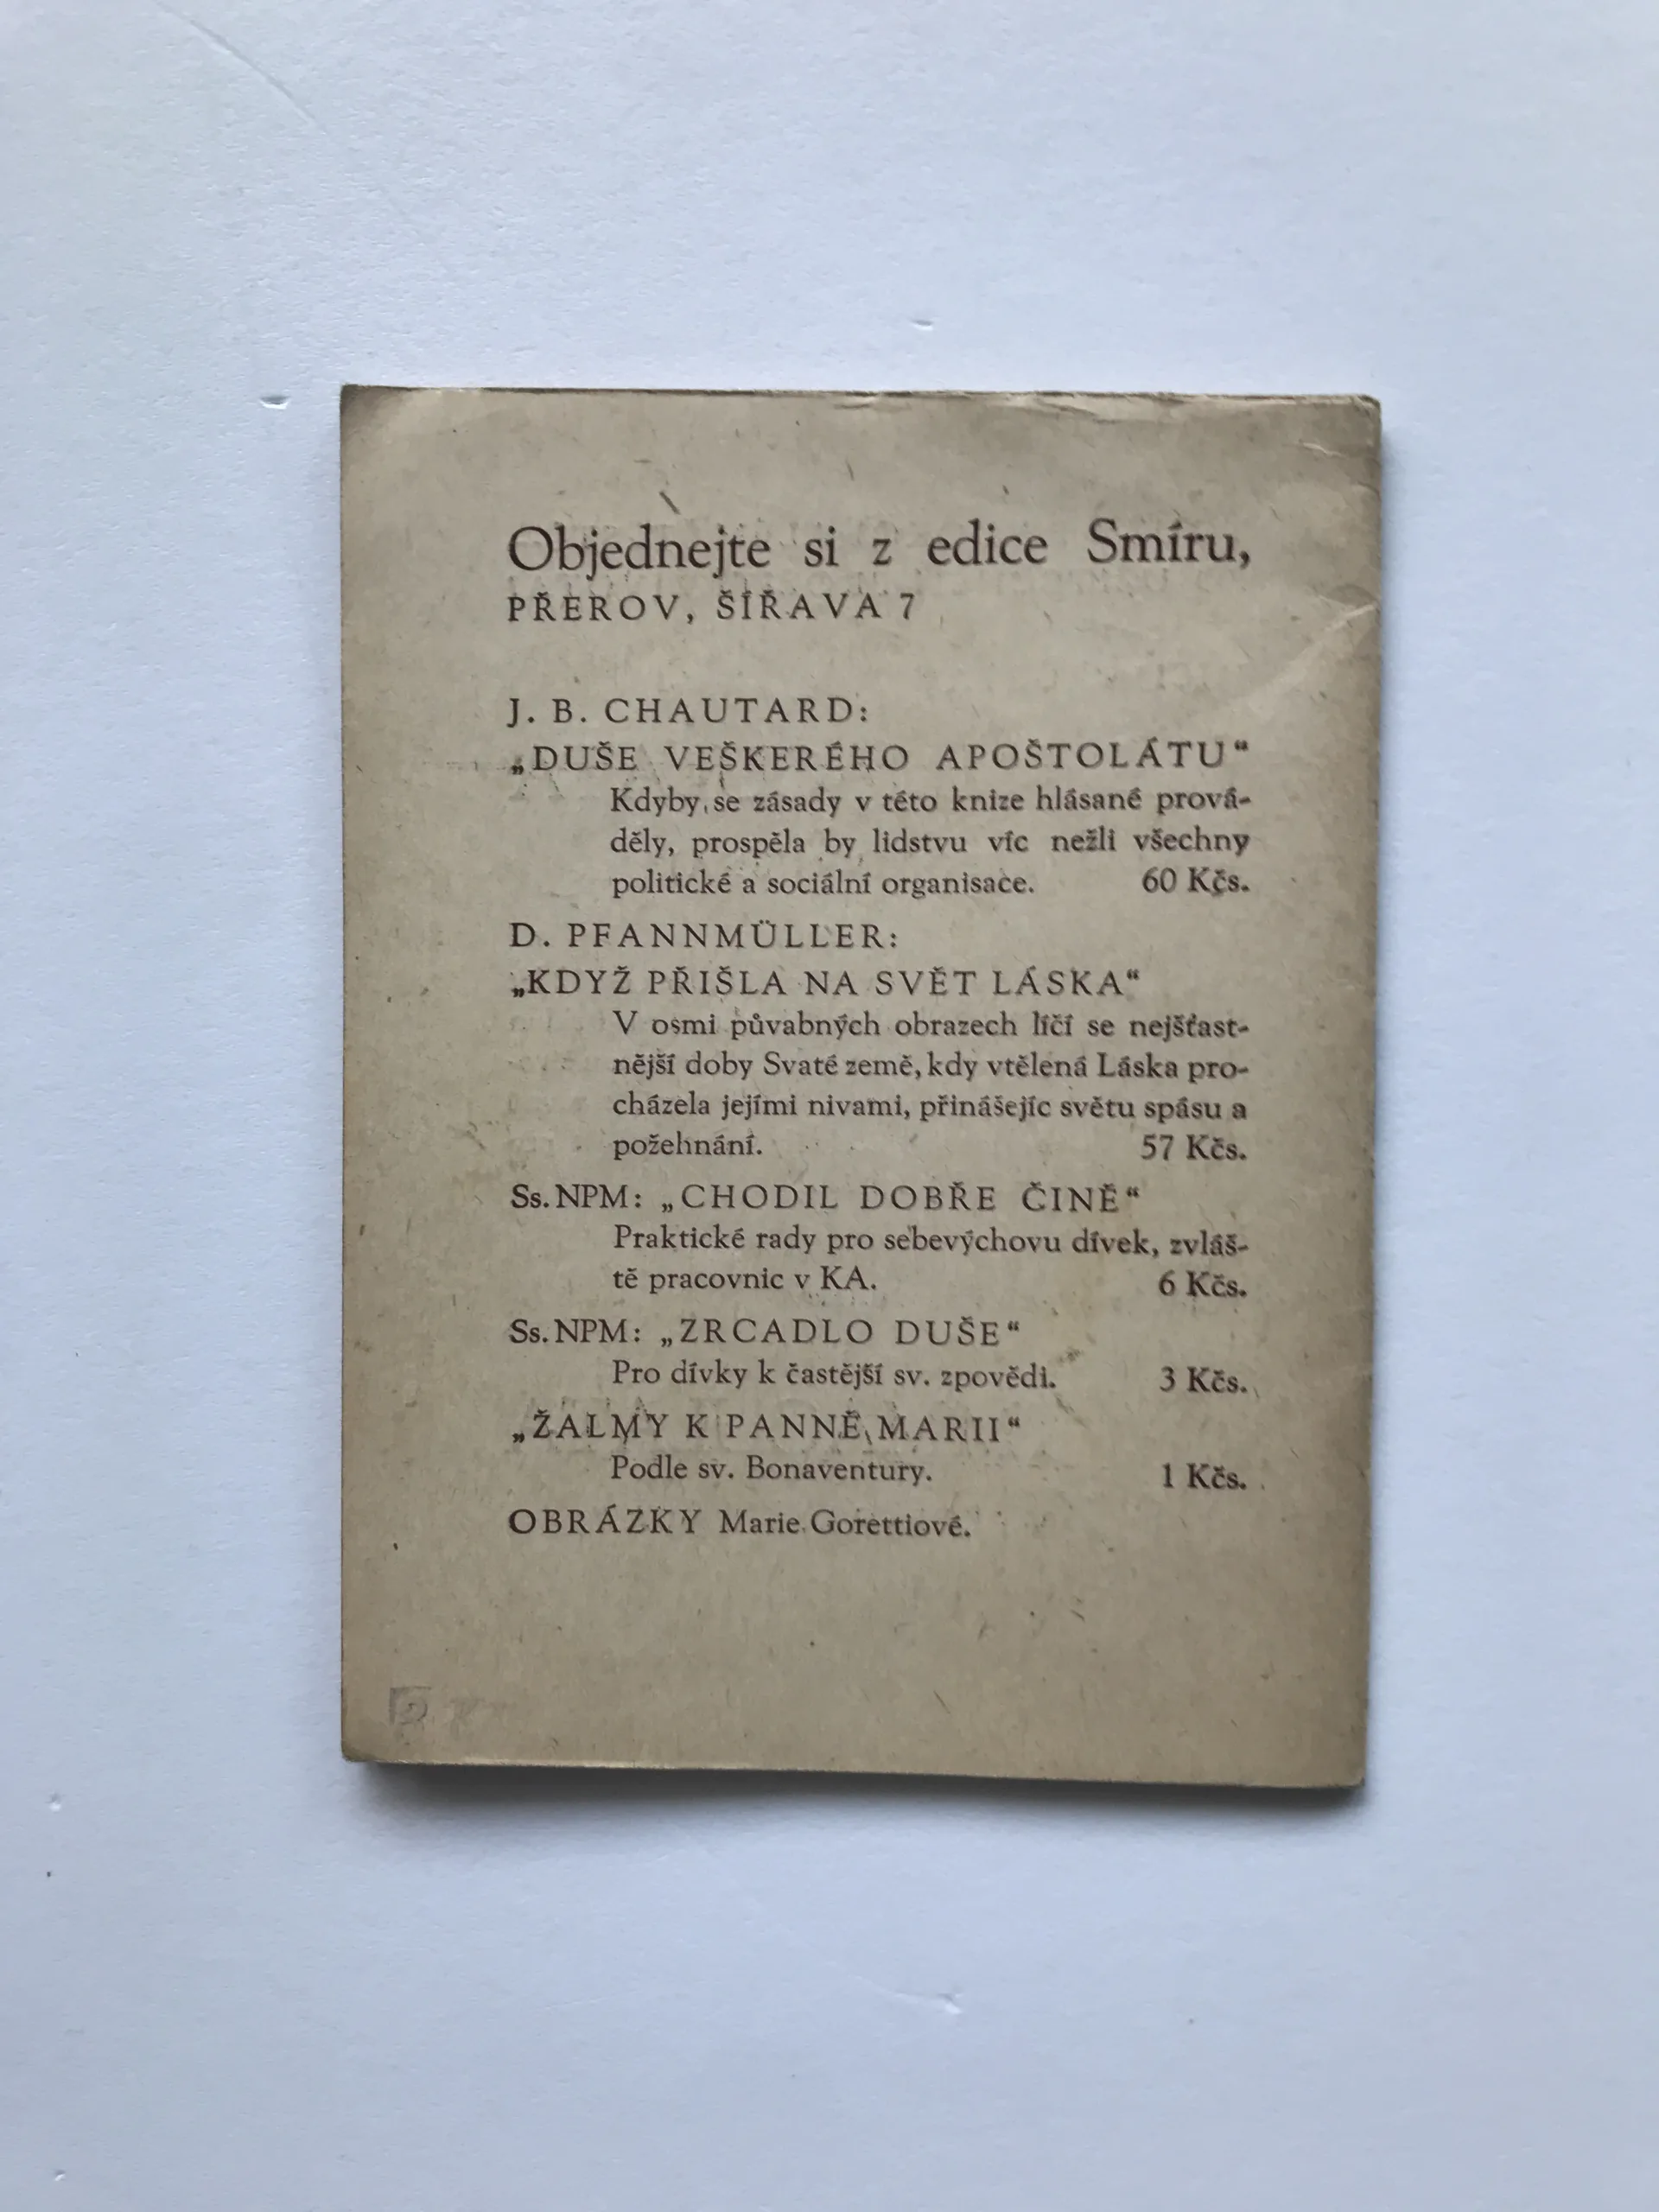 Objednejte si z edice Smíru,
PŘEROV, ŠÍŘAVA 7
J. B. CHAUTARD:
„DUŠE VEŠKERÉHO APOŠTOLÁTU“
Kdyby se zásady v této knize hlásané prová-
děly, prospěla by lidstvu víc nežli všechny
politické a sociální organisace. 60 Kčs.
D. PFANNMÜLLER:
„KDYŽ PŘIŠLA NA SVĚT LÁSKA“
V osmi půvabných obrazech líčí se nejšťast-
nější doby Svaté země, kdy vtělená Láska pro-
cházela jejími nivami, přinášejíc světu spásu a
požehnání. 57 Kčs.
Ss. NPM: „CHODIL DOBŘE ČINĚ“
Praktické rady pro sebevýchovu dívek, zvláš-
tě pracovnic v KA. 6 Kčs.
Ss. NPM: „ZRCADLO DUŠE“
Pro dívky k častější sv. zpovědi. 3 Kčs.
„ŽALMY K PANNĚ MARII“
Podle sv. Bonaventury. 1 Kčs.
OBRÁZKY Marie Gorettiové.